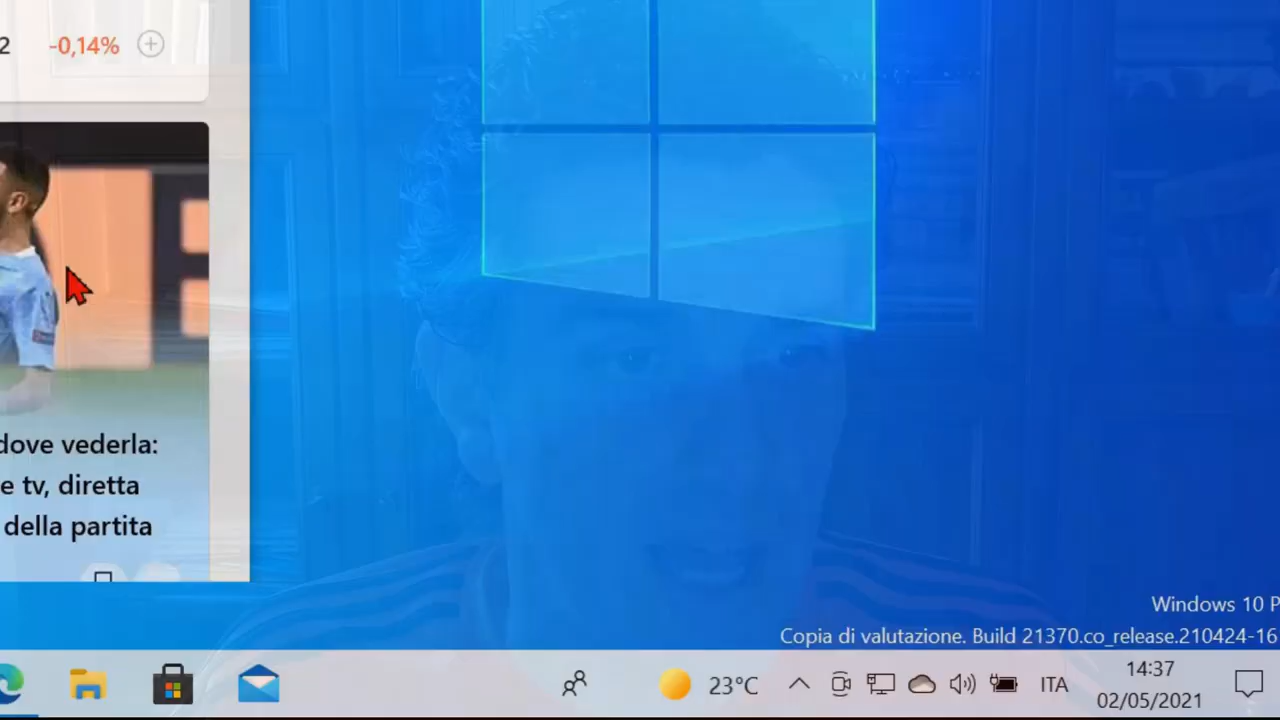 2 -0,14%
dove vederla:
e tv, diretta
della partita
Windows 10 P
Copia di valutazione. Build 21370.co_release.210424-16
23°C
ITA
14:37
02/05/2021